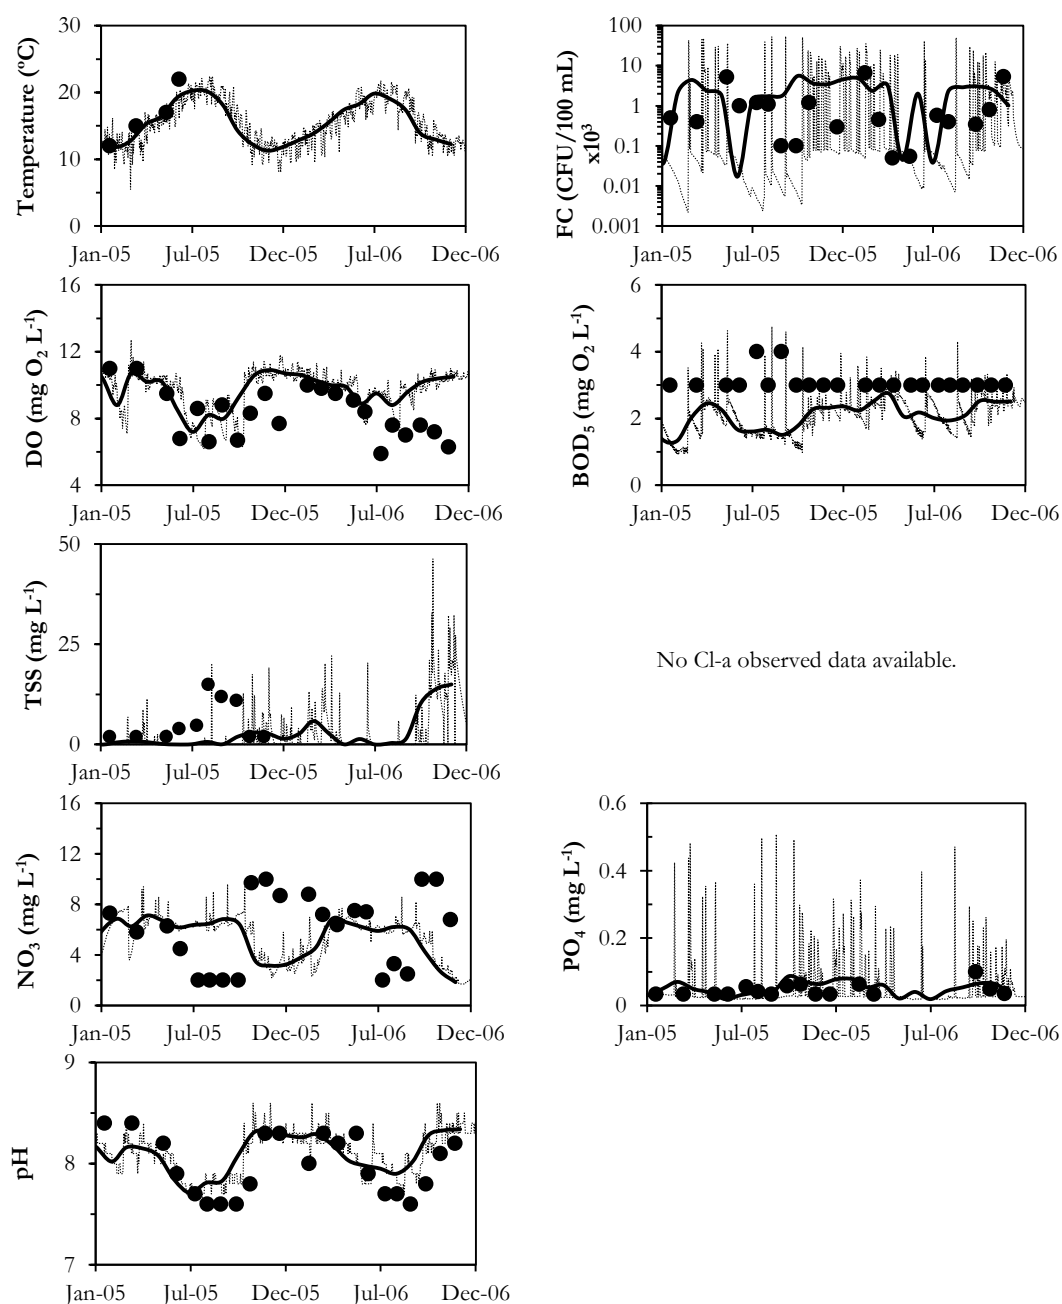 Temperature (ºC)
30
20
10
0
Jan-05 Jul-05 Dec-05 Jul-06 Dec-06
FC (CFU/100 mL)
x10³
100
10
1
0.1
0.01
0.001
Jan-05 Jul-05 Dec-05 Jul-06 Dec-06
DO (mg O₂ L⁻¹)
16
12
8
4
Jan-05 Jul-05 Dec-05 Jul-06 Dec-06
BOD₅ (mg O₂ L⁻¹)
6
4
2
0
Jan-05 Jul-05 Dec-05 Jul-06 Dec-06
TSS (mg L⁻¹)
50
25
0
Jan-05 Jul-05 Dec-05 Jul-06 Dec-06
No Cl-a observed data available.
NO₃ (mg L⁻¹)
16
12
8
4
0
Jan-05 Jul-05 Dec-05 Jul-06 Dec-06
PO₄ (mg L⁻¹)
0.6
0.4
0.2
0
Jan-05 Jul-05 Dec-05 Jul-06 Dec-06
pH
9
8
7
Jan-05 Jul-05 Dec-05 Jul-06 Dec-06